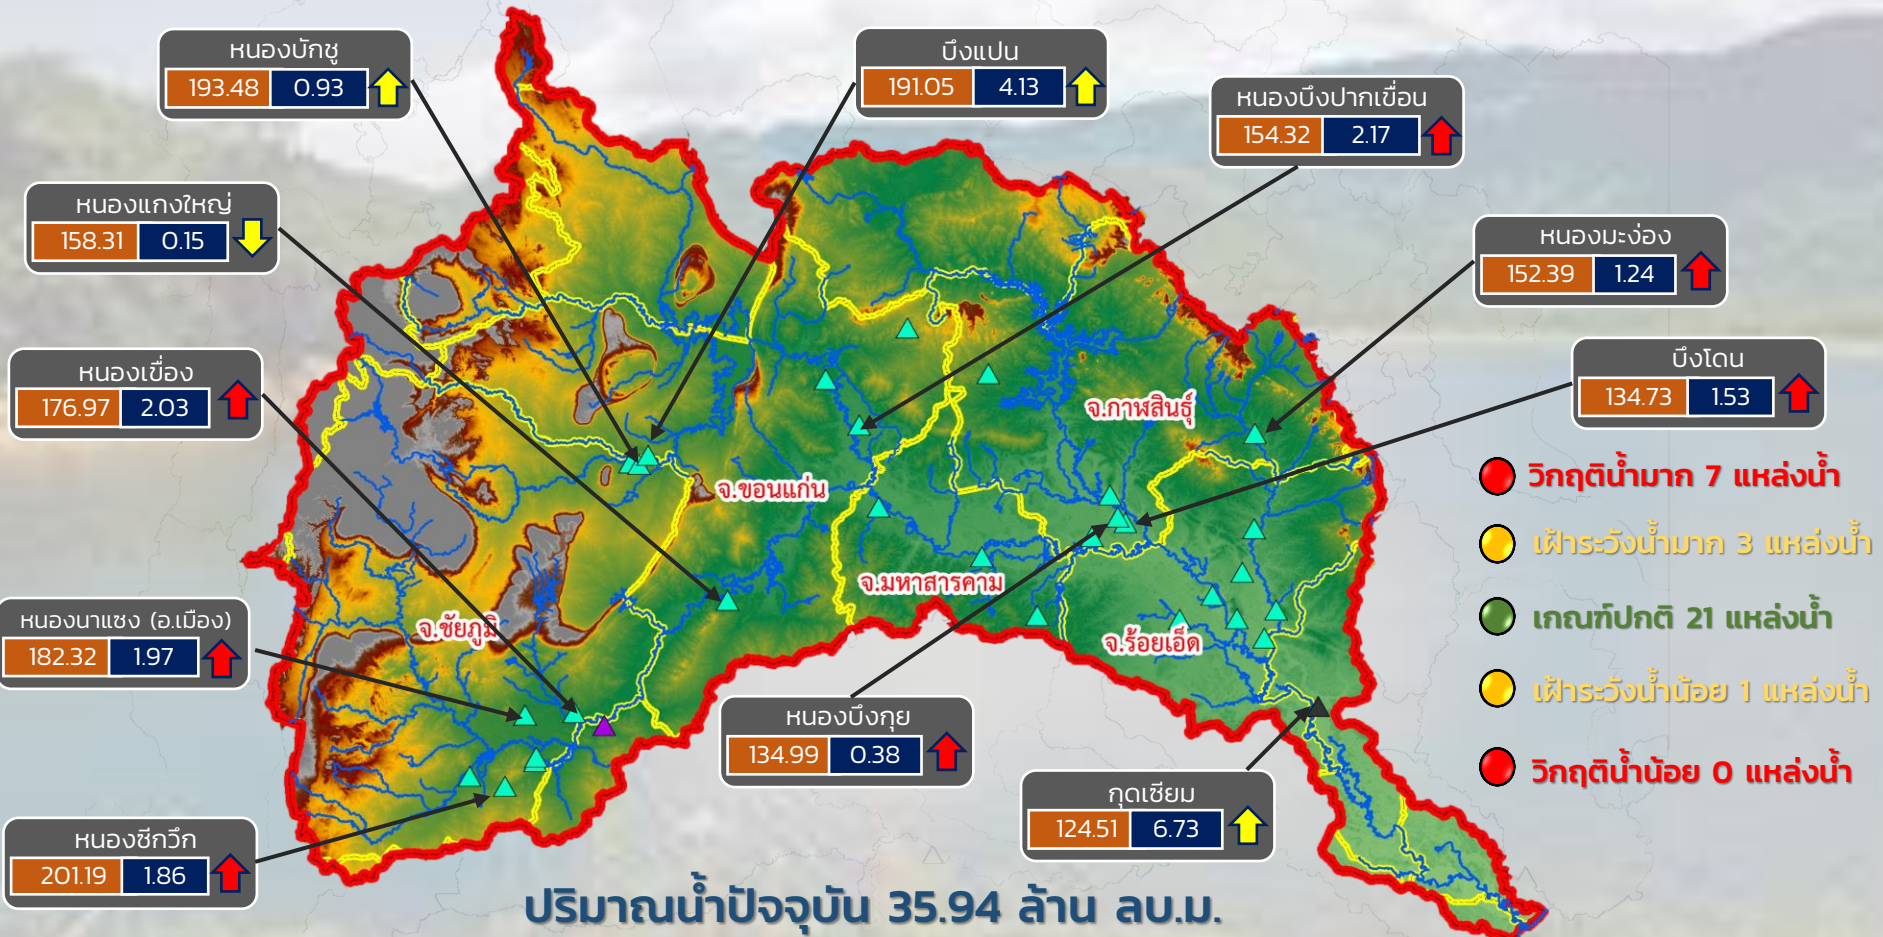 หนองบักชู
193.48 0.93
บึงแปน
191.05 4.13
หนองบึงปากเขื่อน
154.32 2.17
หนองแกงใหญ่
158.31 0.15
หนองมะง่อง
152.39 1.24
หนองเขื่อง
176.97 2.03
บึงโดน
134.73 1.53
จ.กาฬสินธุ์
จ.ขอนแก่น
จ.มหาสารคาม
จ.ชัยภูมิ
จ.ร้อยเอ็ด
วิกฤติน้ำมาก 7 แหล่งน้ำ
เฝ้าระวังน้ำมาก 3 แหล่งน้ำ
เกณฑ์ปกติ 21 แหล่งน้ำ
เฝ้าระวังน้ำน้อย 1 แหล่งน้ำ
วิกฤติน้ำน้อย 0 แหล่งน้ำ
หนองนาแซง (อ.เมือง)
182.32 1.97
หนองบึงกุย
134.99 0.38
กุดเซียม
124.51 6.73
หนองซีกวึก
201.19 1.86
ปริมาณน้ำปัจจุบัน 35.94 ล้าน ลบ.ม.